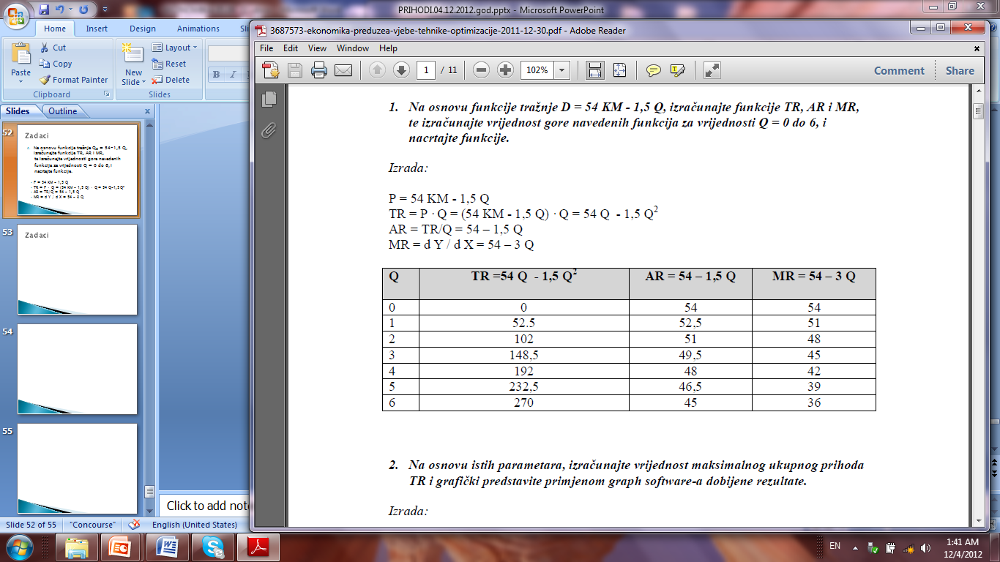 PRIHODI.04.12.2012.god.pptx - Microsoft PowerPoint
Home Insert Design Animations Sli
Cut
Copy
Format Painter
Paste
Clipboard
New
Slide
Layout
Reset
Delete
Slides
B I
Slides Outline
52
Zadaci
1. Na osnovu funkcije tražnje Q_D = 54-1,5 Q,
izračunajte funkcije TR, AR i MR,
te izračunajte vrijednost gore navedenih
funkcija za vrijednosti Q = 0 do 6, i
nacrtajte funkcije.
- P = 54 KM – 1,5 Q
- TR = P · Q = (54 KM – 1,5 Q) · Q = 54 Q–1,5 Q²
- AR = TR/Q = 54 – 1,5 Q
- MR = d Y / d X = 54 – 3 Q
53
Zadaci
54
55
Click to add note
Slide 52 of 55 "Concourse" English (United States)
3687573-ekonomika-preduzea-vjebe-tehnike-optimizacije-2011-12-30.pdf - Adobe Reader
File Edit View Window Help
1 / 11 102% Comment Share
1. Na osnovu funkcije tražnje D = 54 KM - 1,5 Q, izračunajte funkcije TR, AR i MR,
te izračunajte vrijednost gore navedenih funkcija za vrijednosti Q = 0 do 6, i
nacrtajte funkcije.
Izrada:
P = 54 KM - 1,5 Q
TR = P · Q = (54 KM - 1,5 Q) · Q = 54 Q - 1,5 Q²
AR = TR/Q = 54 – 1,5 Q
MR = d Y / d X = 54 – 3 Q
Q TR =54 Q - 1,5 Q² AR = 54 – 1,5 Q MR = 54 – 3 Q
0 0 54 54
1 52.5 52,5 51
2 102 51 48
3 148,5 49,5 45
4 192 48 42
5 232,5 46,5 39
6 270 45 36
2. Na osnovu istih parametara, izračunajte vrijednost maksimalnog ukupnog prihoda
TR i grafički predstavite primjenom graph software-a dobijene rezultate.
Izrada:
EN
1:41 AM
12/4/2012